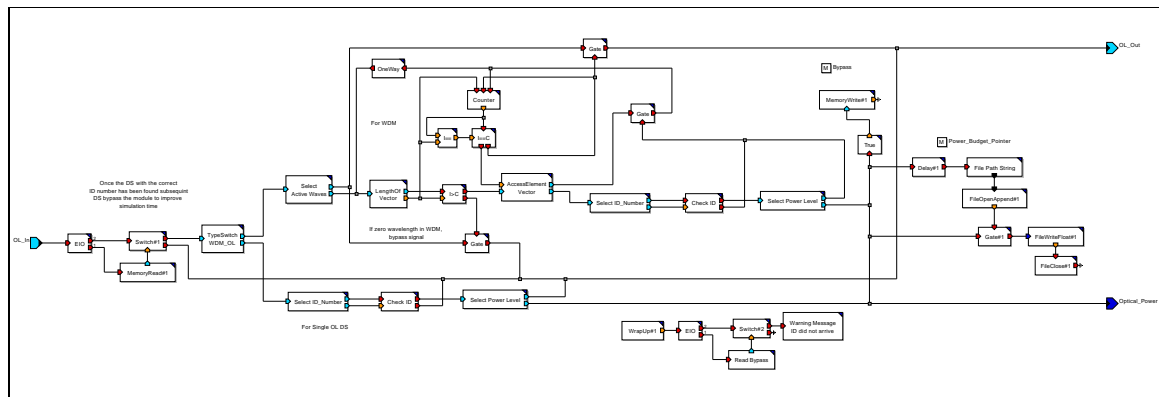 Gate
OL_Out
OneWay
M Bypass
Counter
MemoryWrite#1
Gate
For WDM
I==
I==C
True
M Power_Budget_Pointer
Once the DS with the correct
ID number has been found subsequint
DS bypass the module to improve
simulation time
Select
Active Waves
LengthOf
Vector
I>C
AccessElement
Vector
Delay#1
File Path String
Select ID_Number
Check ID
Select Power Level
FileOpenAppend#1
If zero wavelength in WDM,
bypass signal
OL_In
EIO
2
1
Switch#1
TypeSwitch
WDM_OL
Gate
Gate#1
FileWriteFloat#1
MemoryRead#1
FileClose#1
Select ID_Number
Check ID
Select Power Level
Optical_Power
For Single OL DS
WrapUp#1
EIO
2
1
Switch#2
Warning Message
ID did not arrive
Read Bypass